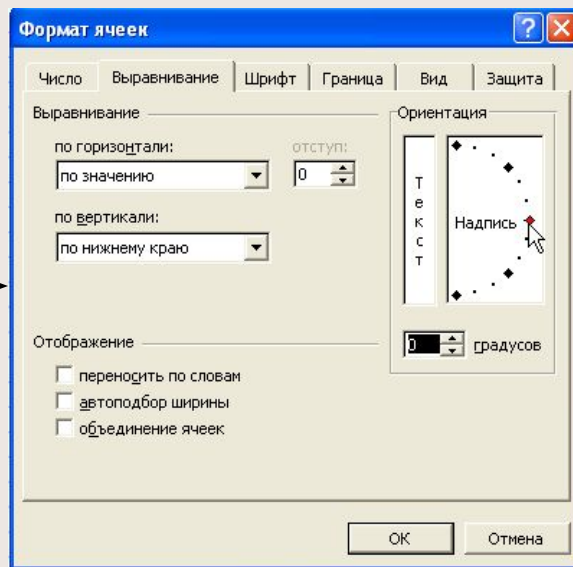 Формат ячеек
Число Выравнивание Шрифт Граница Вид Защита
Выравнивание
по горизонтали:
отступ:
по значению
0
по вертикали:
по нижнему краю
Отображение
переносить по словам
автоподбор ширины
объединение ячеек
Ориентация
Текст
Надпись
0 градусов
ОК Отмена